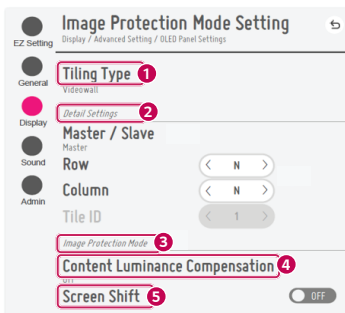 Image Protection Mode Setting
Display / Advanced Setting / OLED Panel Settings
EZ Setting
General
Display
Sound
Admin
Tiling Type 1
Videowall
Detail Settings 2
Master / Slave
Master
Row < N >
Column < N >
Tile ID < 1 >
Image Protection Mode 3
Content Luminance Compensation 4
Off
Screen Shift 5 OFF